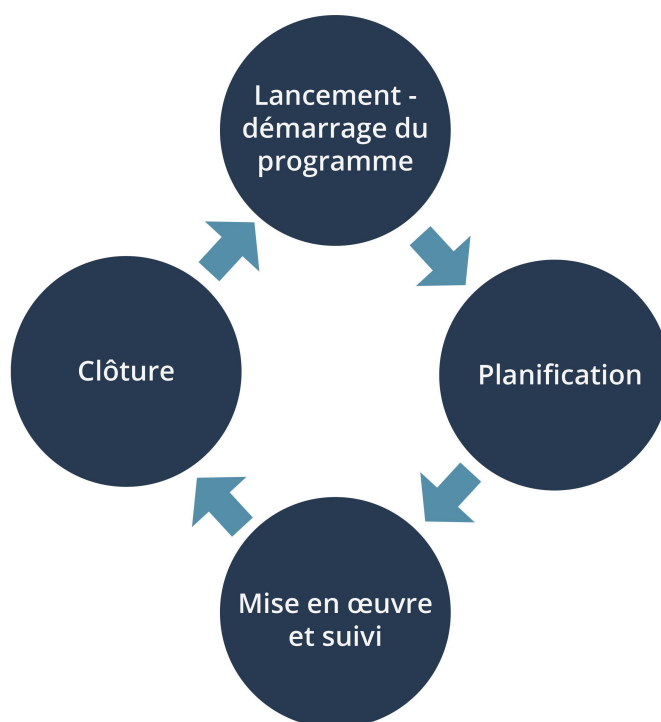 Lancement -
démarrage du
programme
Clôture
Planification
Mise en œuvre
et suivi